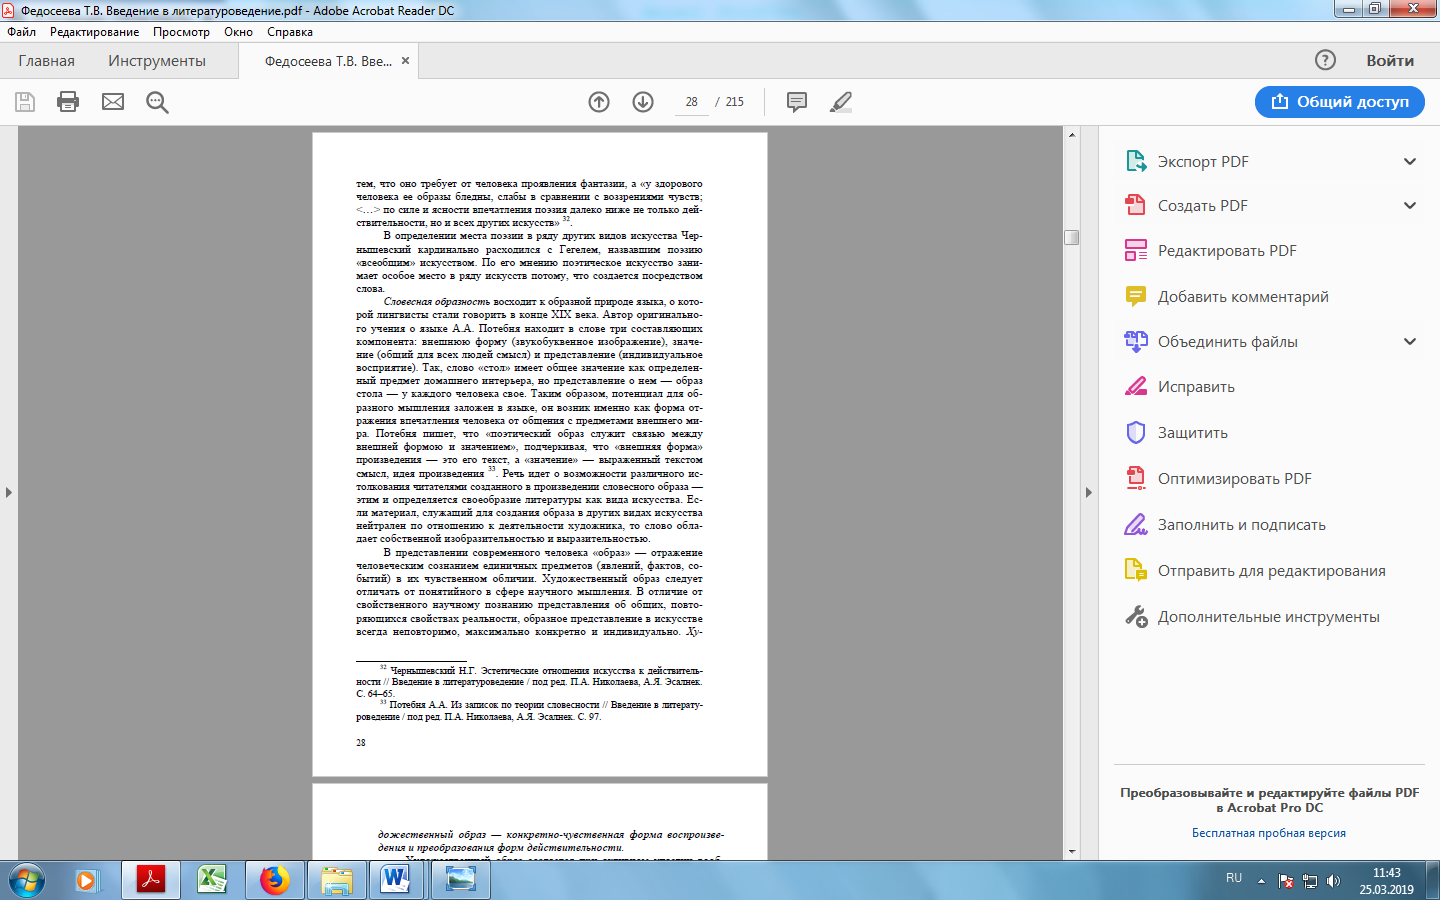 Федосеева Т.В. Введение в литературоведение.pdf - Adobe Acrobat Reader DC
Файл Редактирование Просмотр Окно Справка
Главная Инструменты Федосеева Т.В. Вве... × Войти
28 / 215 Общий доступ
тем, что оно требует от человека проявления фантазии, а «у здорового
человека ее образы бледны, слабы в сравнении с воззрениями чувств;
<…> по силе и ясности впечатления поэзия далеко ниже не только дей-
ствительности, но и всех других искусств» 32.
В определении места поэзии в ряду других видов искусства Чер-
нышевский кардинально расходился с Гегелем, назвавшим поэзию
«всеобщим» искусством. По его мнению поэтическое искусство зани-
мает особое место в ряду искусств потому, что создается посредством
слова.
Словесная образность восходит к образной природе языка, о кото-
рой лингвисты стали говорить в конце XIX века. Автор оригинально-
го учения о языке А.А. Потебня находит в слове три составляющих
компонента: внешнюю форму (звукобуквенное изображение), значе-
ние (общий для всех людей смысл) и представление (индивидуальное
восприятие). Так, слово «стол» имеет общее значение как определен-
ный предмет домашнего интерьера, но представление о нем — образ
стола — у каждого человека свое. Таким образом, потенциал для об-
разного мышления заложен в языке, он возник именно как форма от-
ражения впечатления человека от общения с предметами внешнего ми-
ра. Потебня пишет, что «поэтический образ служит связью между
внешней формою и значением», подчеркивая, что «внешняя форма»
произведения — это его текст, а «значение» — выраженный текстом
смысл, идея произведения 33. Речь идет о возможности различного ис-
толкования читателями созданного в произведении словесного образа —
этим и определяется своеобразие литературы как вида искусства. Ес-
ли материал, служащий для создания образа в других видах искусства
нейтрален по отношению к деятельности художника, то слово обла-
дает собственной изобразительностью и выразительностью.
В представлении современного человека «образ» — отражение
человеческим сознанием единичных предметов (явлений, фактов, со-
бытий) в их чувственном обличии. Художественный образ следует
отличать от понятийного в сфере научного мышления. В отличие от
свойственного научному познанию представления об общих, повто-
ряющихся свойствах реальности, образное представление в искусстве
всегда неповторимо, максимально конкретно и индивидуально. Ху-
32 Чернышевский Н.Г. Эстетические отношения искусства к действитель-
ности // Введение в литературоведение / под ред. П.А. Николаева, А.Я. Эсалнек.
С. 64–65.
33 Потебня А.А. Из записок по теории словесности // Введение в литерату-
роведение / под ред. П.А. Николаева, А.Я. Эсалнек. С. 97.
28
дожественный образ — конкретно-чувственная форма воспроизве-
дения и преобразования форм действительности.
Экспорт PDF
Создать PDF
Редактировать PDF
Добавить комментарий
Объединить файлы
Исправить
Защитить
Оптимизировать PDF
Заполнить и подписать
Отправить для редактирования
Дополнительные инструменты
Преобразовывайте и редактируйте файлы PDF
в Acrobat Pro DC
Бесплатная пробная версия
RU 11:43
25.03.2019